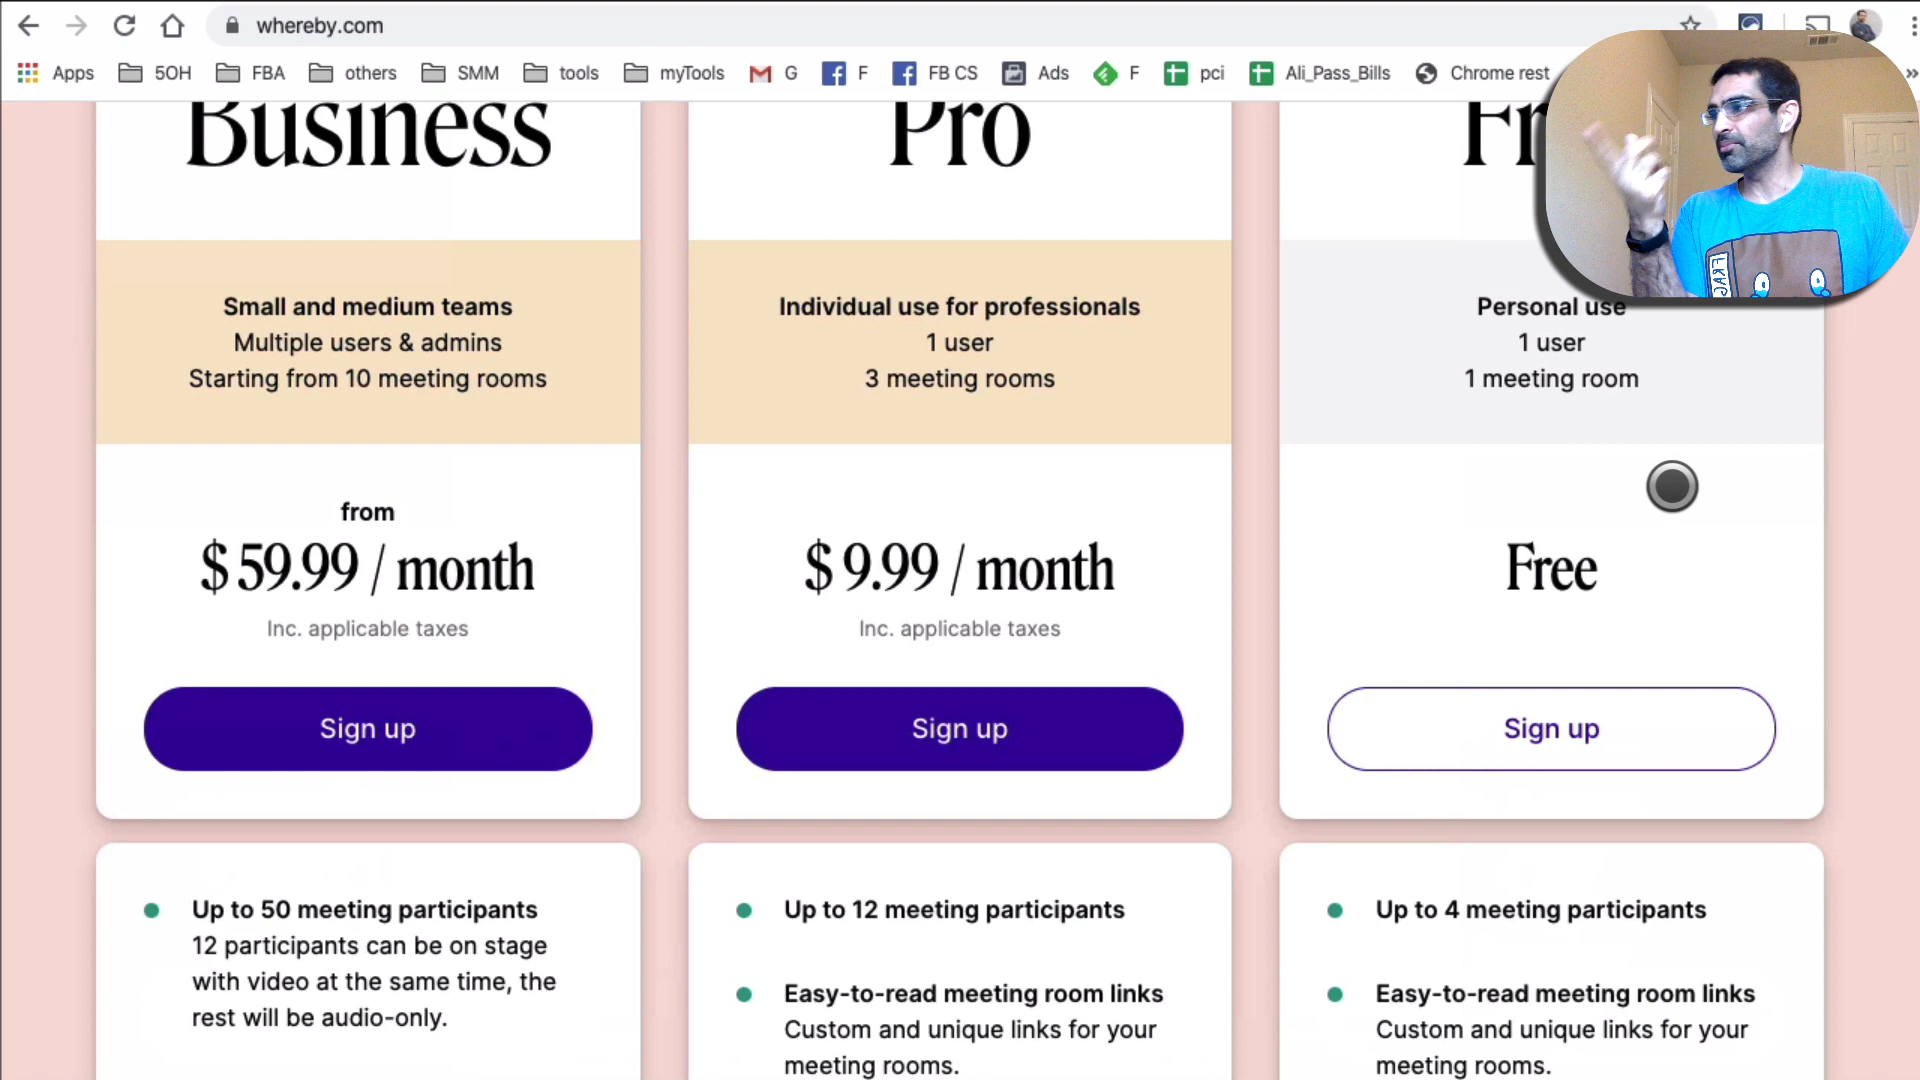 whereby.com
Apps 5OH FBA others SMM tools myTools G F FB CS Ads F pci Ali_Pass_Bills Chrome rest
Business
Small and medium teams
Multiple users & admins
Starting from 10 meeting rooms
from
$ 59.99 / month
Inc. applicable taxes
Sign up
Up to 50 meeting participants
12 participants can be on stage
with video at the same time, the
rest will be audio-only.
Pro
Individual use for professionals
1 user
3 meeting rooms
$ 9.99 / month
Inc. applicable taxes
Sign up
Up to 12 meeting participants
Easy-to-read meeting room links
Custom and unique links for your
meeting rooms.
Personal use
1 user
1 meeting room
Free
Sign up
Up to 4 meeting participants
Easy-to-read meeting room links
Custom and unique links for your
meeting rooms.